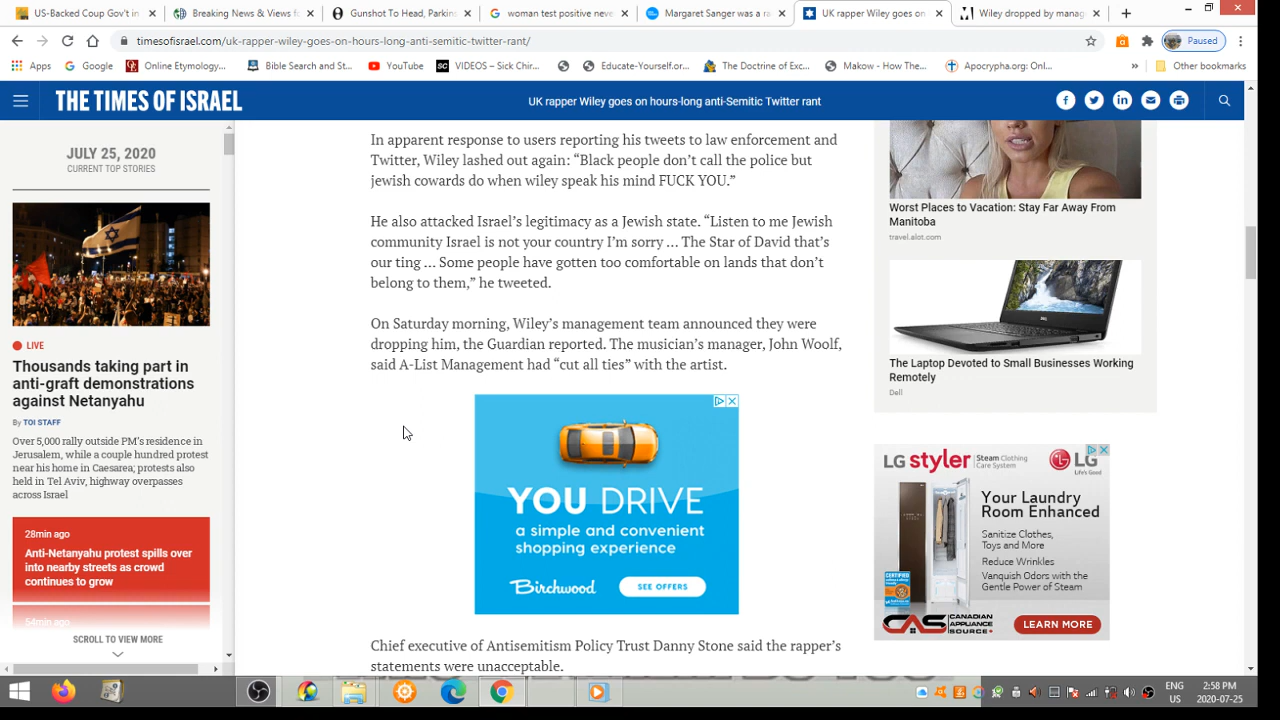 US-Backed Coup Gov't in
Breaking News & Views f
Gunshot To Head, Parkin
woman test positive neve
Margaret Sanger was a ra
UK rapper Wiley goes on
Wiley dropped by manag
timesofisrael.com/uk-rapper-wiley-goes-on-hours-long-anti-semitic-twitter-rant/
Paused
Apps
Google
Online Etymology...
Bible Search and St...
YouTube
VIDEOS – Sick Chir...
Educate-Yourself.or...
The Doctrine of Exc...
Makow - How The...
Apocrypha.org: Onl...
»
Other bookmarks
THE TIMES OF ISRAEL
UK rapper Wiley goes on hours-long anti-Semitic Twitter rant
JULY 25, 2020
CURRENT TOP STORIES
LIVE
Thousands taking part in
anti-graft demonstrations
against Netanyahu
By TOI STAFF
Over 5,000 rally outside PM's residence in
Jerusalem, while a couple hundred protest
near his home in Caesarea; protests also
held in Tel Aviv, highway overpasses
across Israel
28min ago
Anti-Netanyahu protest spills over
into nearby streets as crowd
continues to grow
54min ago
SCROLL TO VIEW MORE
In apparent response to users reporting his tweets to law enforcement and
Twitter, Wiley lashed out again: “Black people don’t call the police but
jewish cowards do when wiley speak his mind FUCK YOU.”
He also attacked Israel’s legitimacy as a Jewish state. “Listen to me Jewish
community Israel is not your country I’m sorry … The Star of David that’s
our ting … Some people have gotten too comfortable on lands that don’t
belong to them,” he tweeted.
On Saturday morning, Wiley’s management team announced they were
dropping him, the Guardian reported. The musician’s manager, John Woolf,
said A-List Management had “cut all ties” with the artist.
YOU DRIVE
a simple and convenient
shopping experience
Birchwood
SEE OFFERS
Chief executive of Antisemitism Policy Trust Danny Stone said the rapper’s
statements were unacceptable.
Worst Places to Vacation: Stay Far Away From
Manitoba
travel.alot.com
DELL
The Laptop Devoted to Small Businesses Working
Remotely
Dell
LG styler
Steam Clothing
Care System
LG
Life's Good
Your Laundry
Room Enhanced
Sanitize Clothes,
Toys and More
Reduce Wrinkles
Vanquish Odors with the
Gentle Power of Steam
CERTIFIED
CAS
CANADIAN
APPLIANCE
SOURCE
LEARN MORE
ENG
US
2:58 PM
2020-07-25